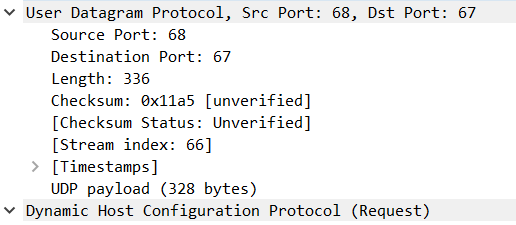 User Datagram Protocol, Src Port: 68, Dst Port: 67
Source Port: 68
Destination Port: 67
Length: 336
Checksum: 0x11a5 [unverified]
[Checksum Status: Unverified]
[Stream index: 66]
[Timestamps]
UDP payload (328 bytes)
Dynamic Host Configuration Protocol (Request)